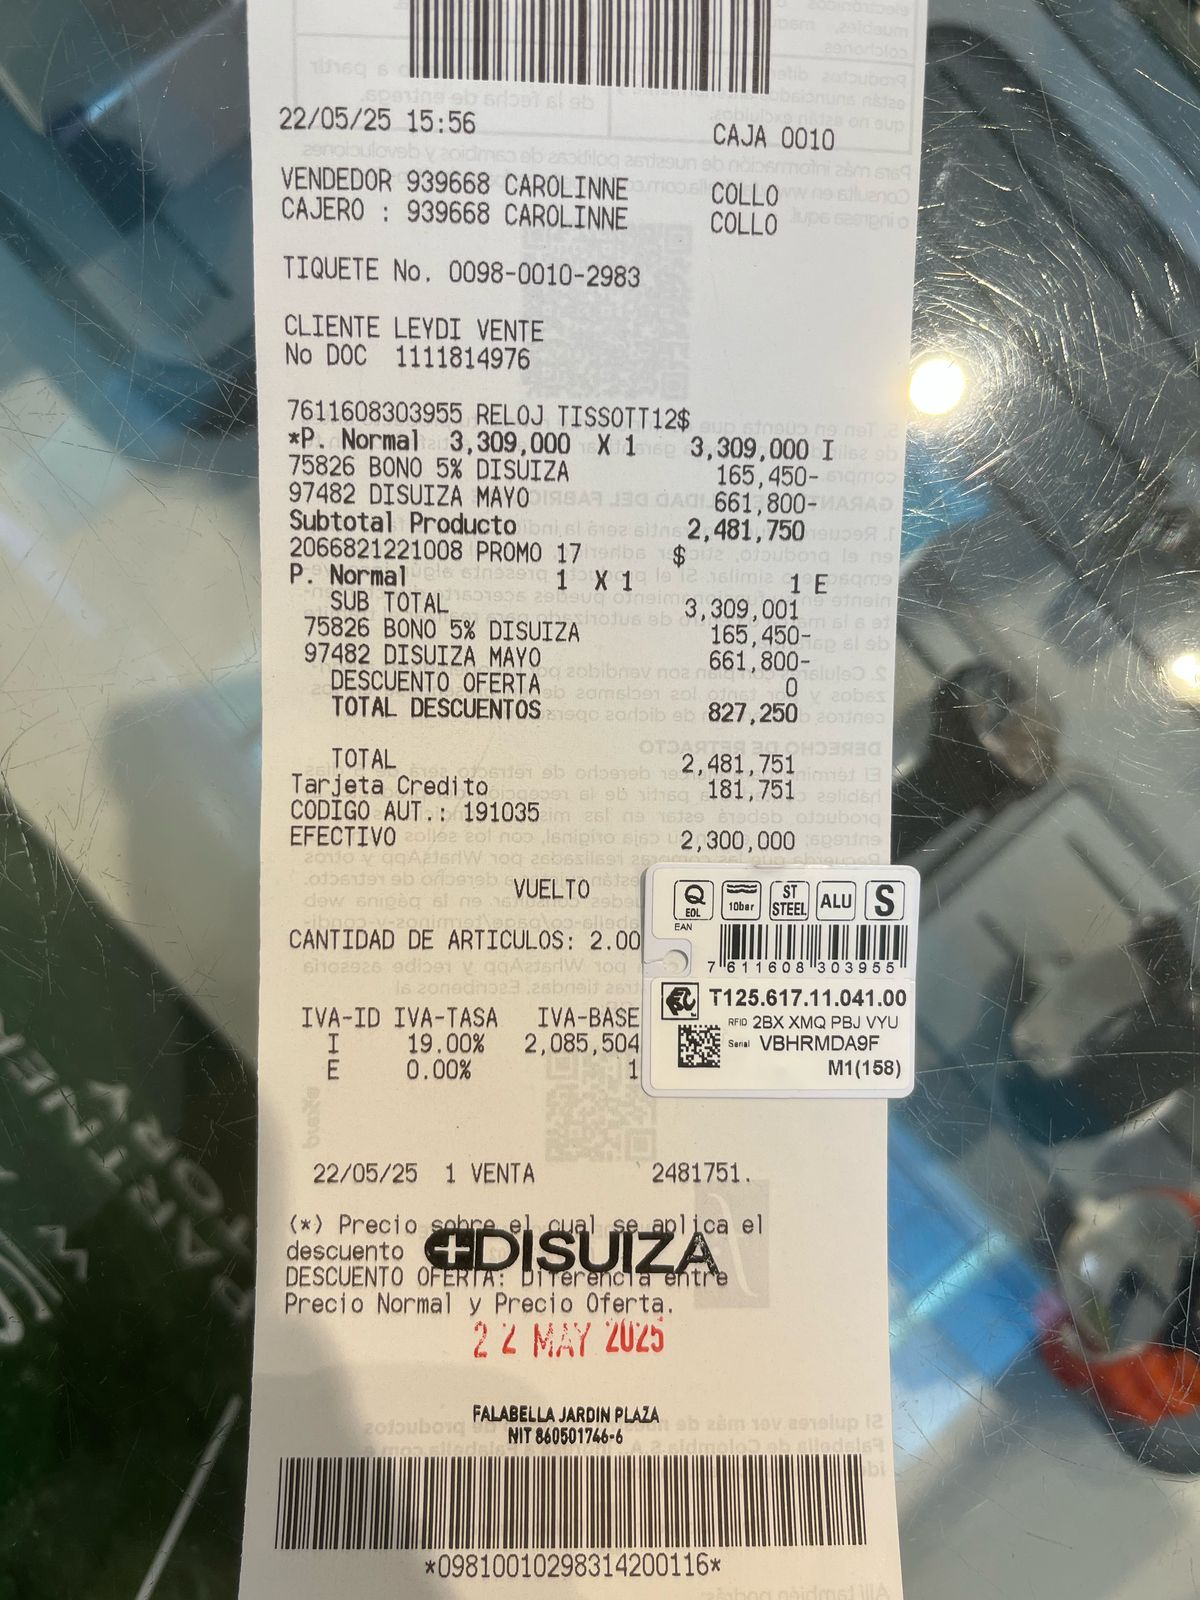 22/05/25 15:56 CAJA 0010
VENDEDOR 939668 CAROLINNE COLLO
CAJERO : 939668 CAROLINNE COLLO
TIQUETE No. 0098-0010-2983
CLIENTE LEYDI VENTE
No DOC 1111814976
7611608303955 RELOJ TISSOTT12$
*P. Normal 3,309,000 X 1 3,309,000 I
75826 BONO 5% DISUIZA 165,450-
97482 DISUIZA MAYO 661,800-
Subtotal Producto 2,481,750
2066821221008 PROMO 17 $
P. Normal 1 X 1 1 E
SUB TOTAL 3,309,001
75826 BONO 5% DISUIZA 165,450-
97482 DISUIZA MAYO 661,800-
DESCUENTO OFERTA 0
TOTAL DESCUENTOS 827,250
TOTAL 2,481,751
Tarjeta Credito 181,751
CODIGO AUT.: 191035
EFECTIVO 2,300,000
VUELTO
CANTIDAD DE ARTICULOS: 2.00
IVA-ID IVA-TASA IVA-BASE
I 19.00% 2,085,504
E 0.00% 1
Q EOL 10bar ST STEEL ALU S
EAN
7 611608 303955
T125.617.11.041.00
RFID 2BX XMQ PBJ VYU
Serial VBHRMDA9F
M1(158)
22/05/25 1 VENTA 2481751.
(*) Precio sobre el cual se aplica el
descuento
DISUIZA
DESCUENTO OFERTA: Diferencia entre
Precio Normal y Precio Oferta.
22 MAY 2025
FALABELLA JARDIN PLAZA
NIT 860501746-6
*09810010298314200116*